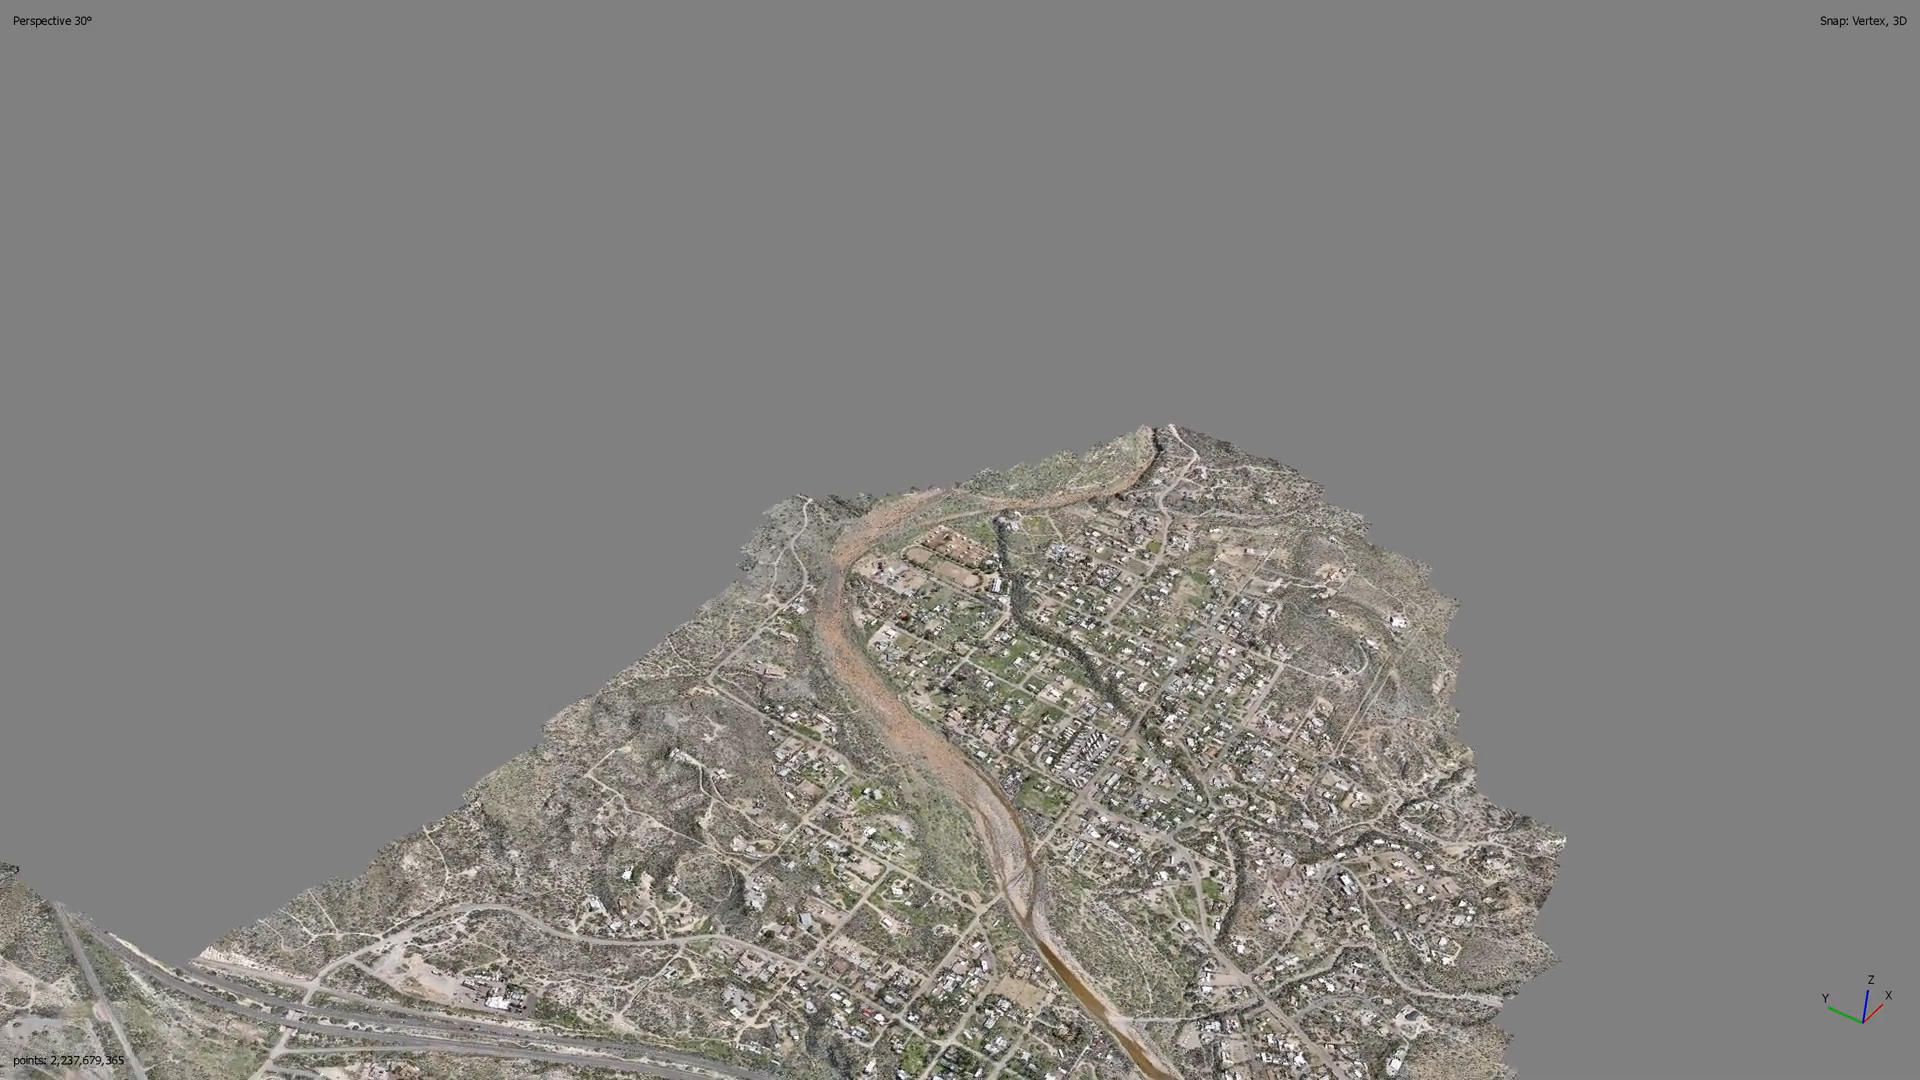 Perspective 30°
Snap: Vertex, 3D
Z
Y
X
points: 2,237,679,365